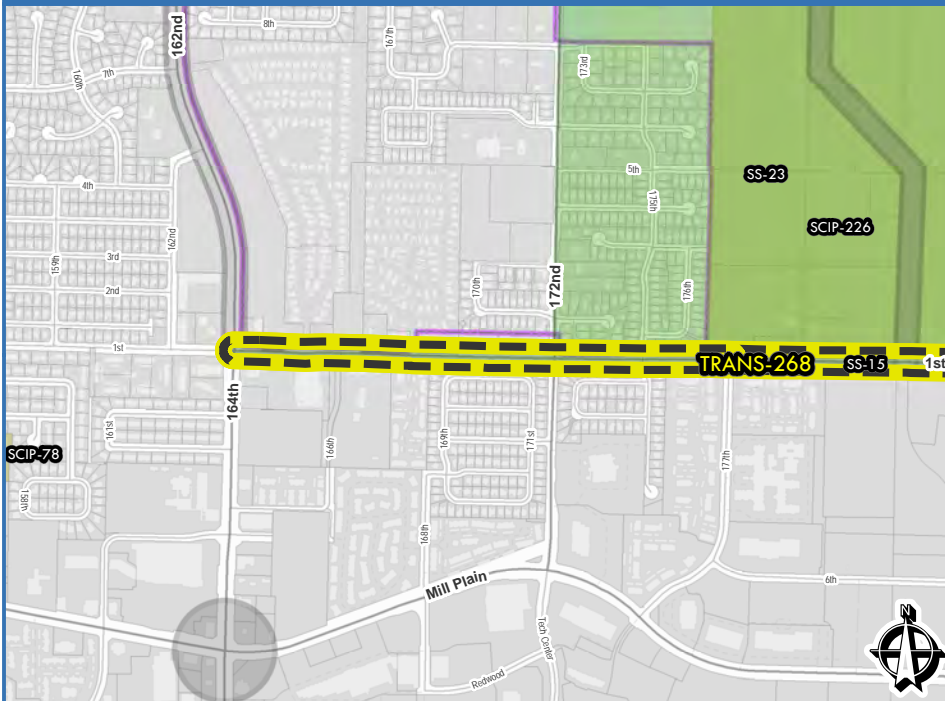 162nd
8th
167th
173rd
7th
160th
4th
5th
175th
SS-23
SCIP-226
162nd
159th
3rd
2nd
170th
172nd
176th
1st
TRANS-268
SS-15
1st
164th
161st
166th
169th
171st
177th
SCIP-78
158th
168th
Mill Plain
6th
Tech Center
Redwood
N